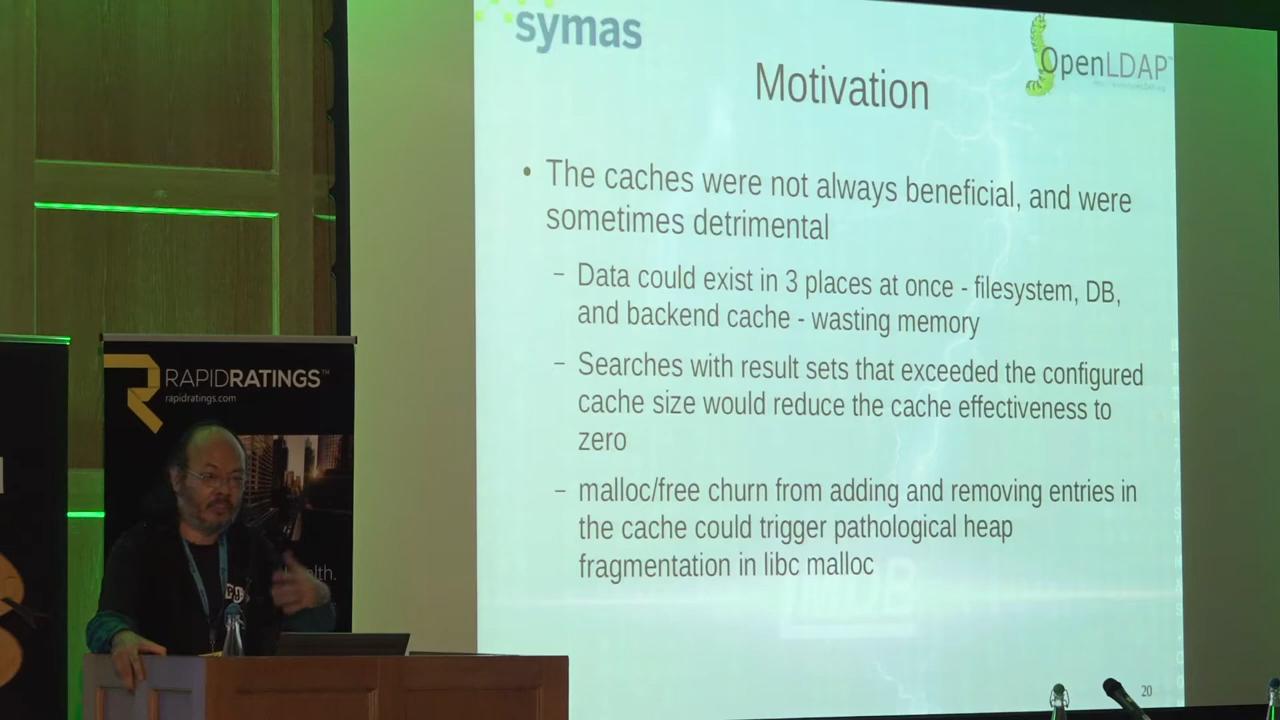 symas
OpenLDAP
Motivation
• The caches were not always beneficial, and were
sometimes detrimental
– Data could exist in 3 places at once - filesystem, DB,
and backend cache - wasting memory
– Searches with result sets that exceeded the configured
cache size would reduce the cache effectiveness to
zero
– malloc/free churn from adding and removing entries in
the cache could trigger pathological heap
fragmentation in libc malloc
20
RAPIDRATINGS™
rapidratings.com